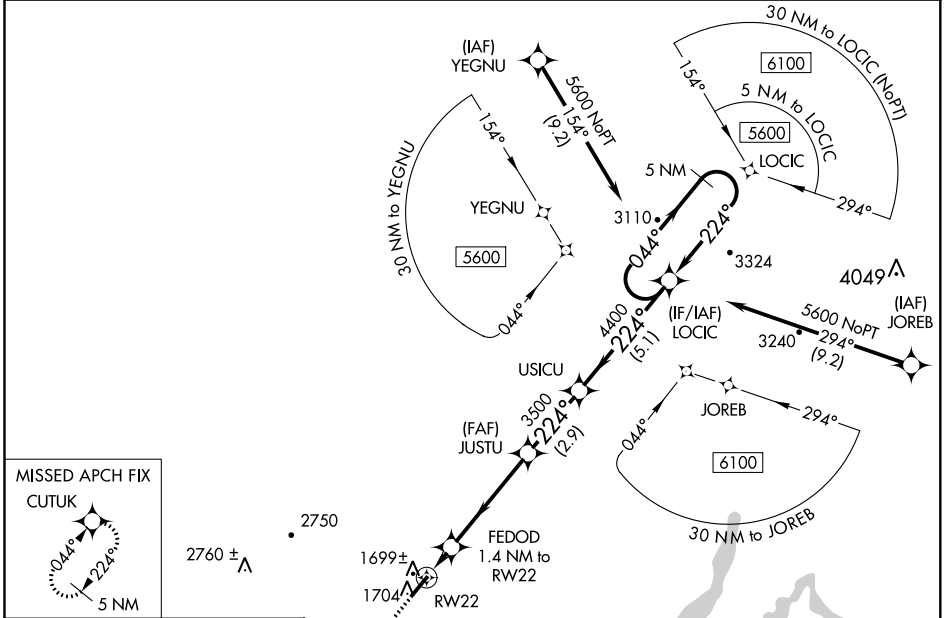 (IAF)
YEGNU
5600 NoPT
154°
(9.2)
30 NM to LOCIC (NoPT)
6100
154°
5 NM to LOCIC
5600
LOCIC
294°
30 NM to YEGNU
154°
YEGNU
5600
044°
5 NM
3110
044°
224°
3324
4049
(IAF)
JOREB
(IF/IAF)
LOCIC
5600 NoPT
294°
(9.2)
3240
4400
224°
(5.1)
USICU
3500
224°
(2.9)
(FAF)
JUSTU
JOREB
044°
294°
6100
30 NM to JOREB
MISSED APCH FIX
CUTUK
044°
224°
5 NM
2750
2760 ±
FEDOD
1.4 NM to
RW22
1699±
1704
RW22